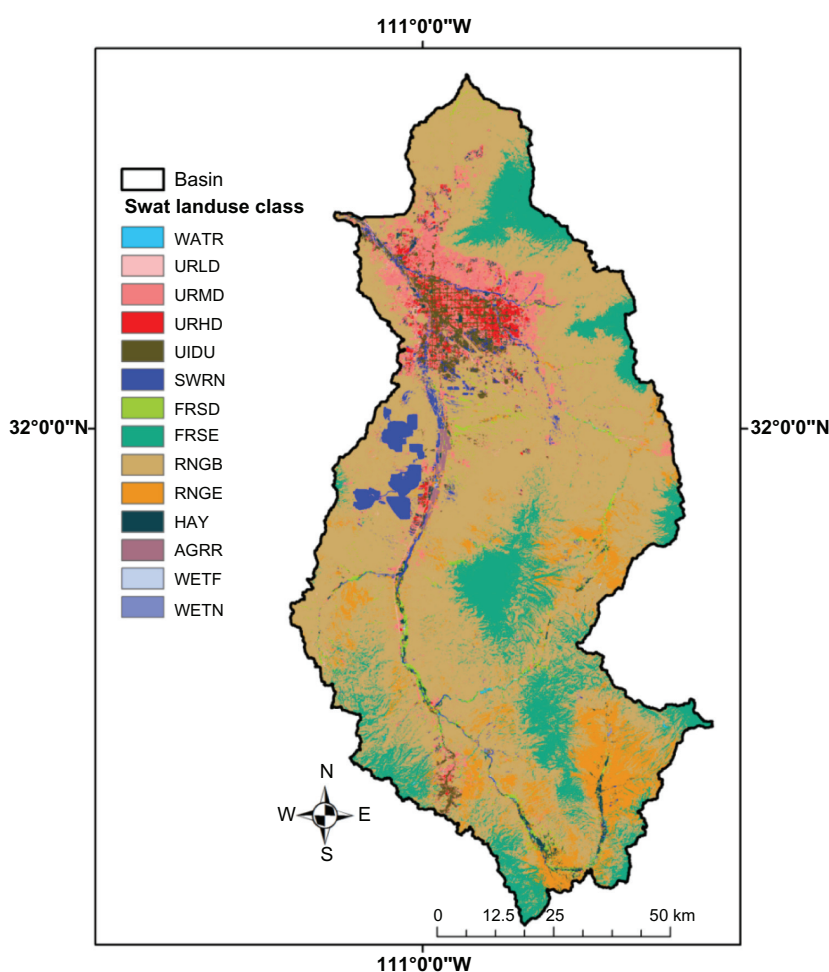 111°0'0"W
Basin
Swat landuse class
WATR
URLD
URMD
URHD
UIDU
SWRN
FRSD
FRSE
RNGB
RNGE
HAY
AGRR
WETF
WETN
32°0'0"N
32°0'0"N
N
W E
S
0 12.5 25 50 km
111°0'0"W